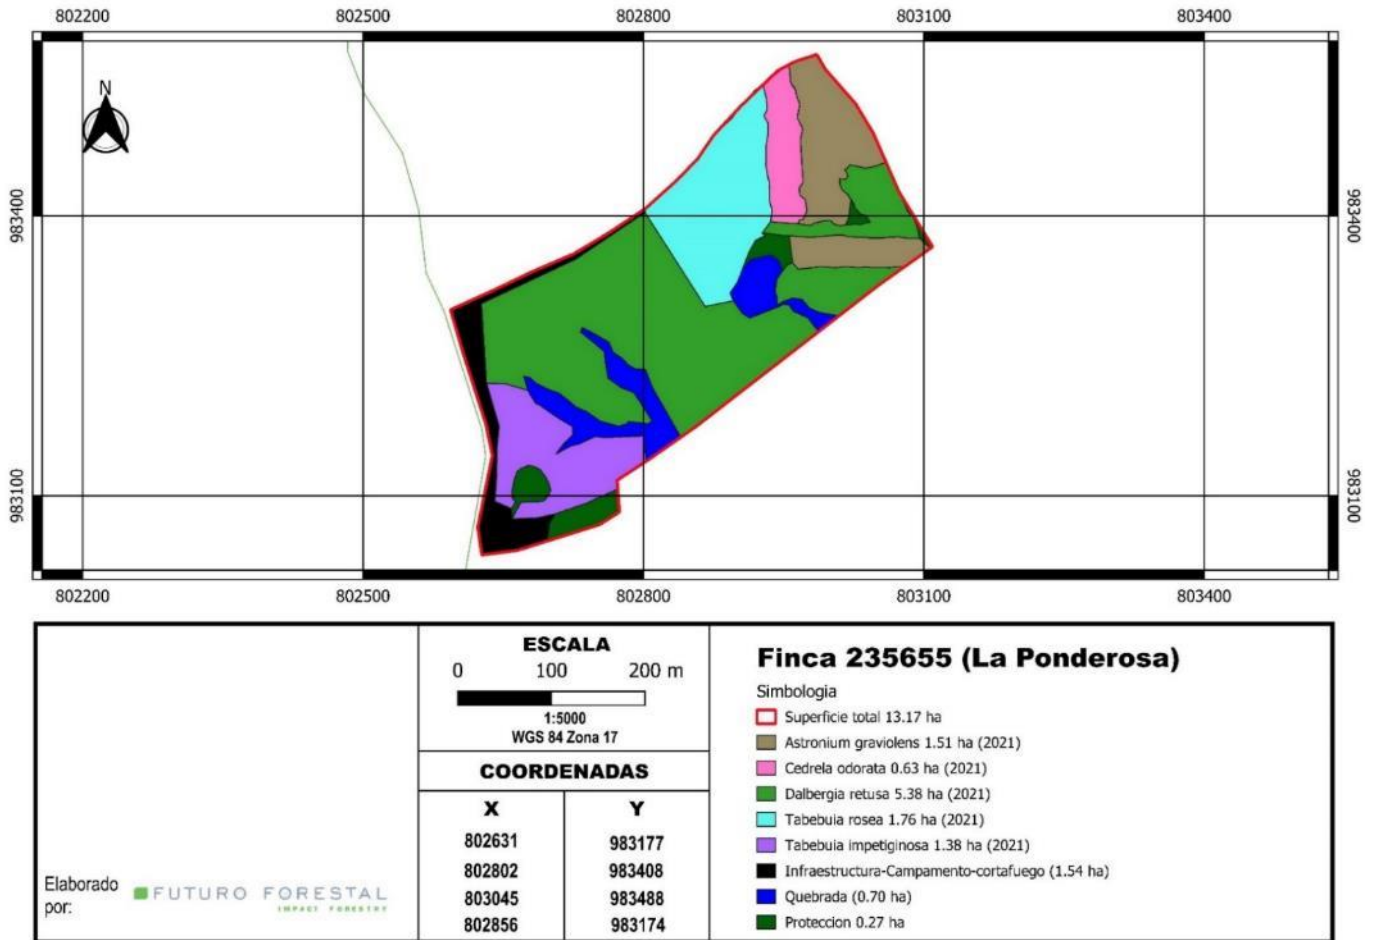 802200 802500 802800 803100 803400
N
983400 983400
983100 983100
802200 802500 802800 803100 803400
ESCALA
0 100 200 m
1:5000
WGS 84 Zona 17
COORDENADAS
X Y
802631 983177
802802 983408
803045 983488
802856 983174
Elaborado
por:
FUTURO FORESTAL
IMPACT FORESTRY
Finca 235655 (La Ponderosa)
Simbologia
Superficie total 13.17 ha
Astronium graviolens 1.51 ha (2021)
Cedrela odorata 0.63 ha (2021)
Dalbergia retusa 5.38 ha (2021)
Tabebuia rosea 1.76 ha (2021)
Tabebuia impetiginosa 1.38 ha (2021)
Infraestructura-Campamento-cortafuego (1.54 ha)
Quebrada (0.70 ha)
Proteccion 0.27 ha